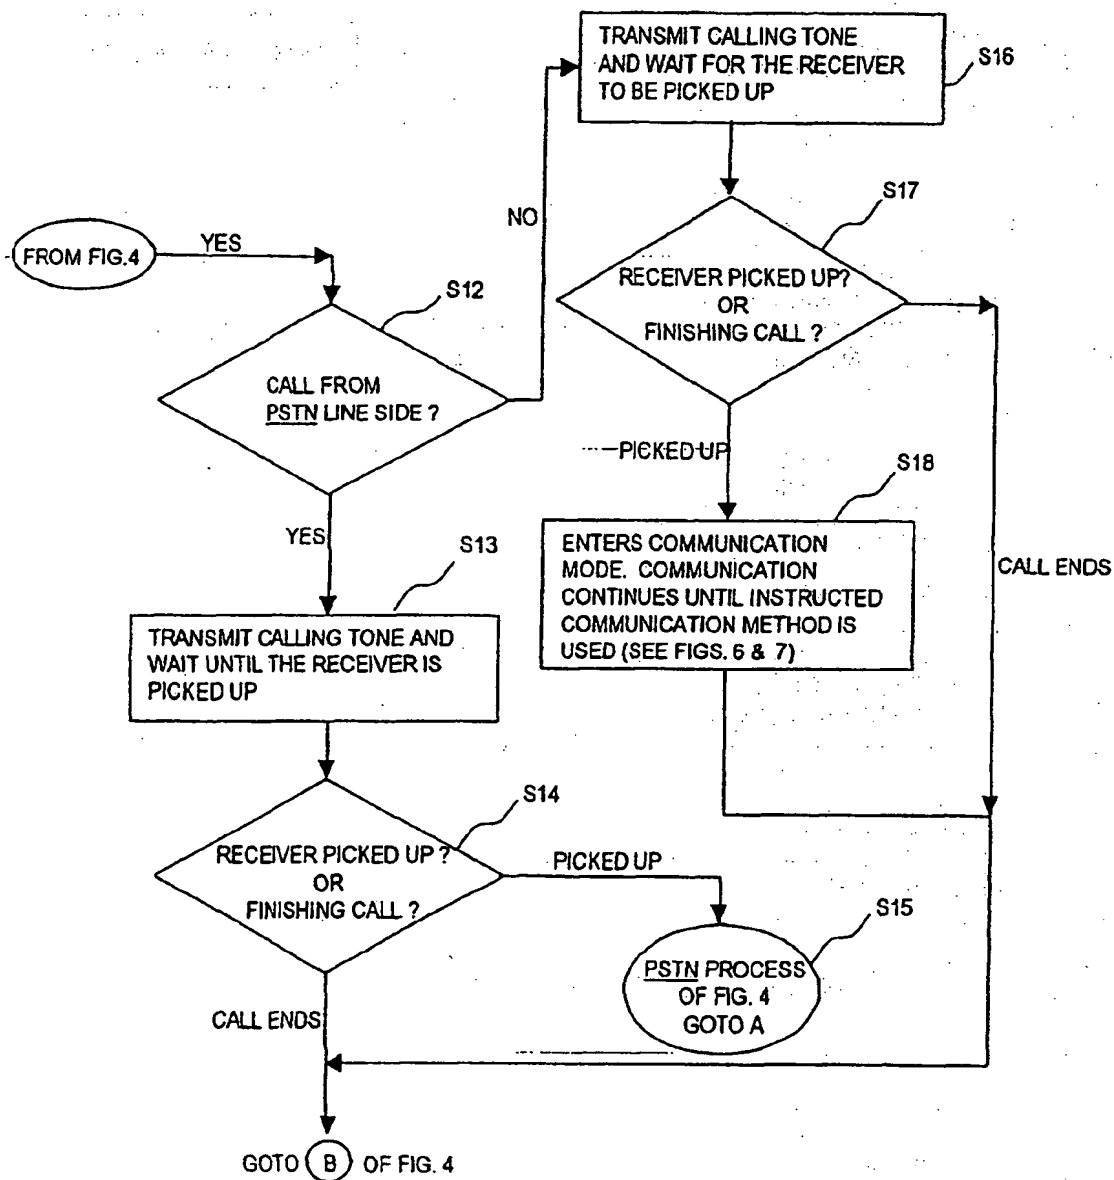 TRANSMIT CALLING TONE
AND WAIT FOR THE RECEIVER
TO BE PICKED UP
S16
S17
NO
FROM FIG.4
YES
S12
RECEIVER PICKED UP?
OR
FINISHING CALL ?
CALL FROM
PSTN LINE SIDE ?
PICKED UP
S18
YES
S13
ENTERS COMMUNICATION
MODE. COMMUNICATION
CONTINUES UNTIL INSTRUCTED
COMMUNICATION METHOD IS
USED (SEE FIGS. 6 & 7)
CALL ENDS
TRANSMIT CALLING TONE AND
WAIT UNTIL THE RECEIVER IS
PICKED UP
S14
RECEIVER PICKED UP ?
OR
FINISHING CALL ?
PICKED UP
S15
PSTN PROCESS
OF FIG. 4
GOTO A
CALL ENDS
GOTO B OF FIG. 4